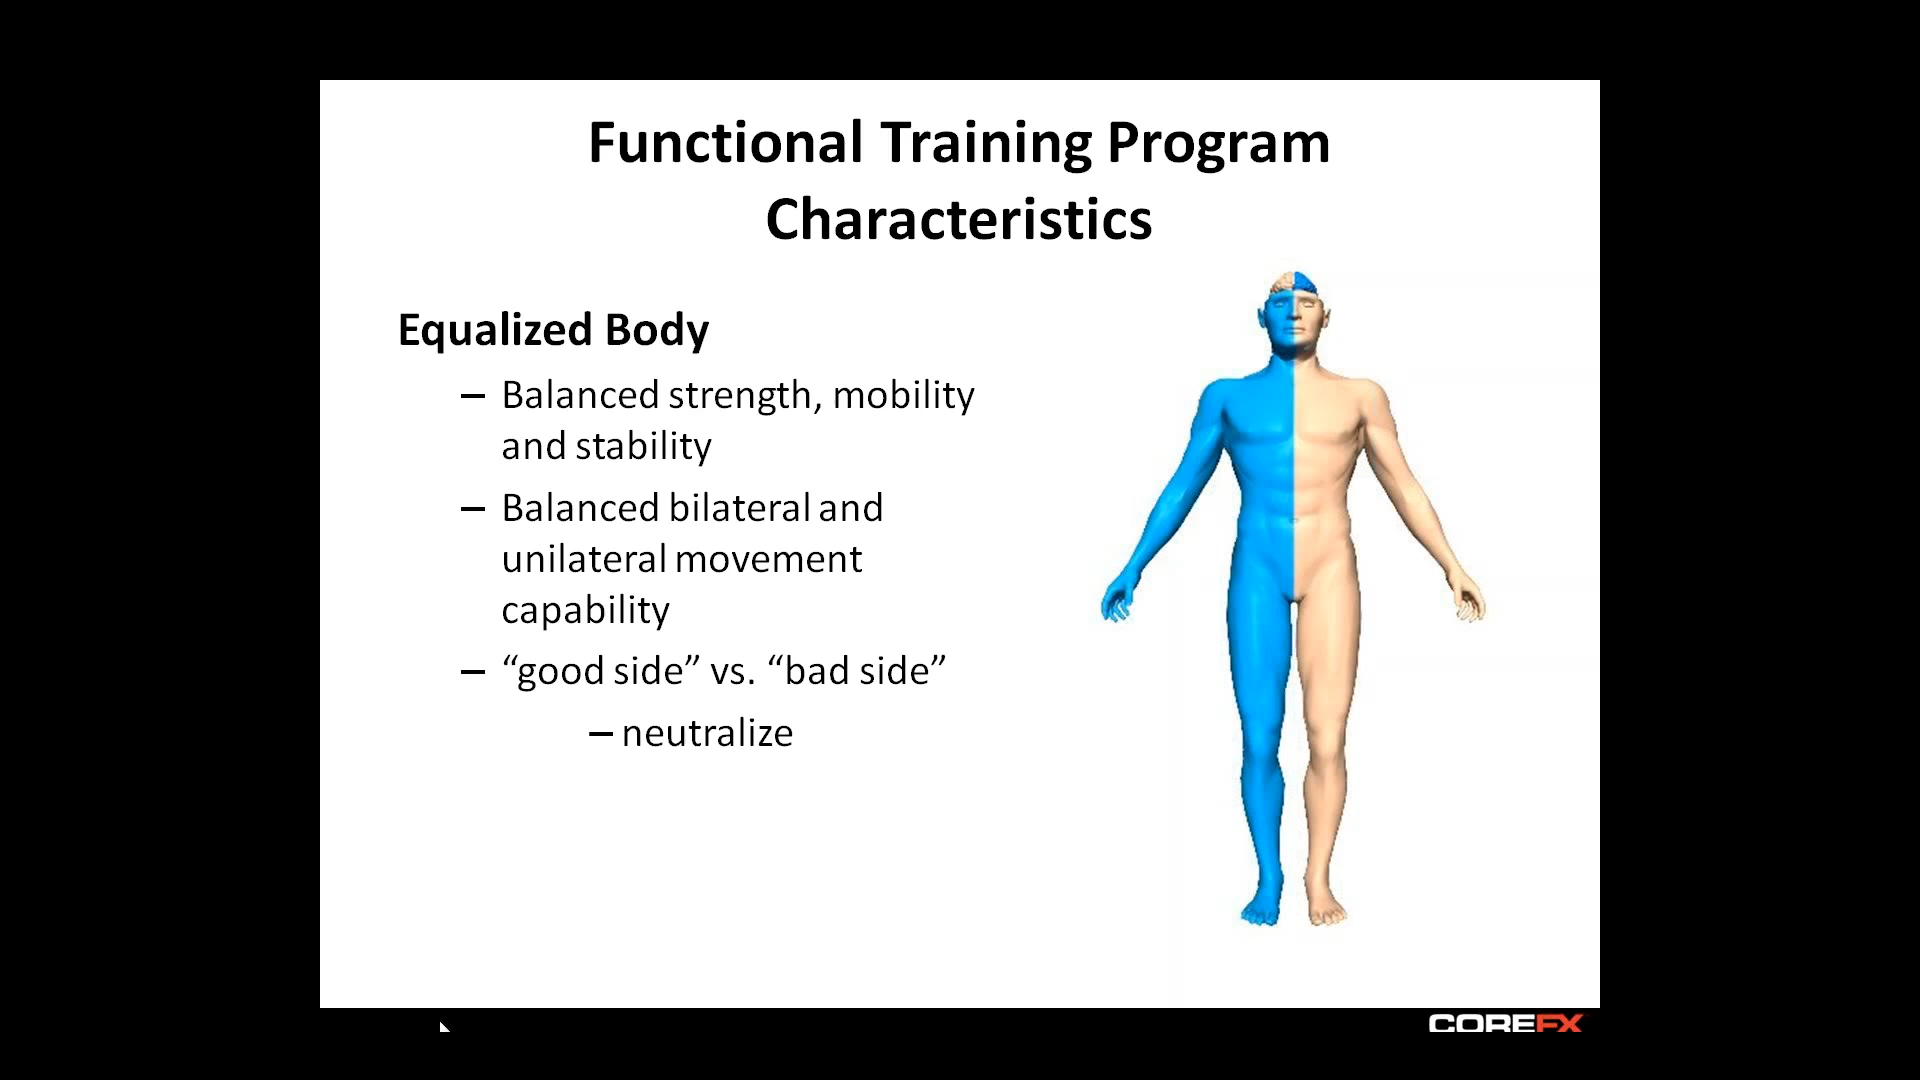 Functional Training Program
Characteristics
Equalized Body
– Balanced strength, mobility
and stability
– Balanced bilateral and
unilateral movement
capability
– “good side” vs. “bad side”
– neutralize
COREFX